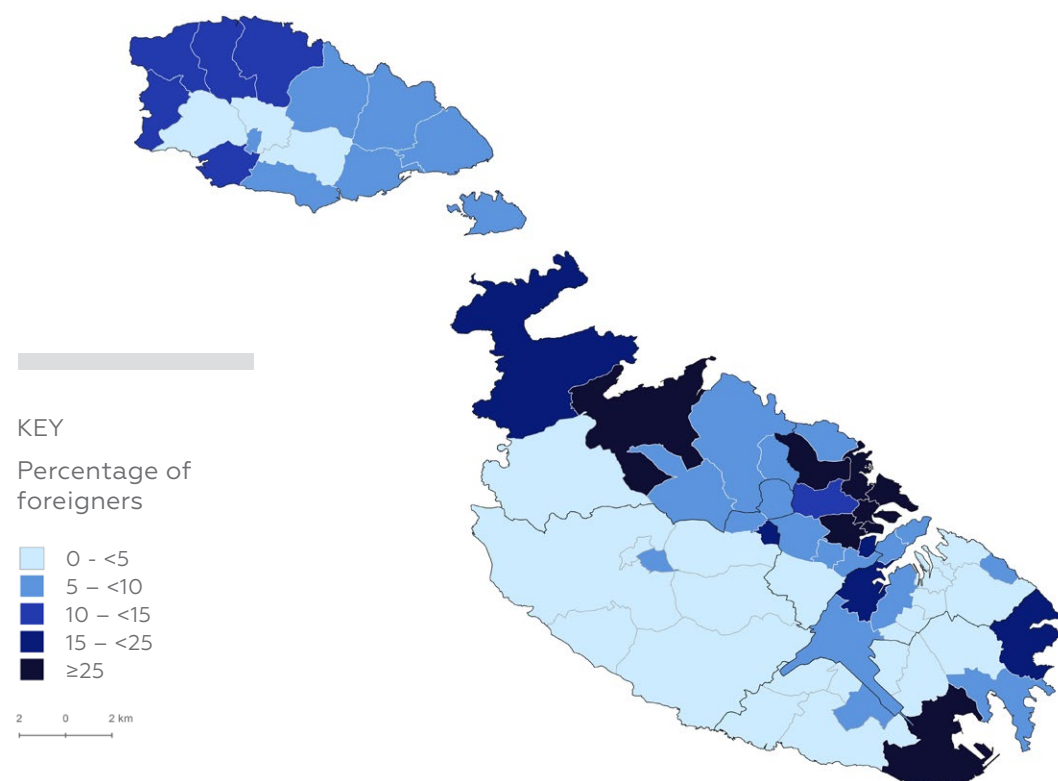 KEY
Percentage of
foreigners
0 - <5
5 – <10
10 – <15
15 – <25
≥25
2 0 2 km